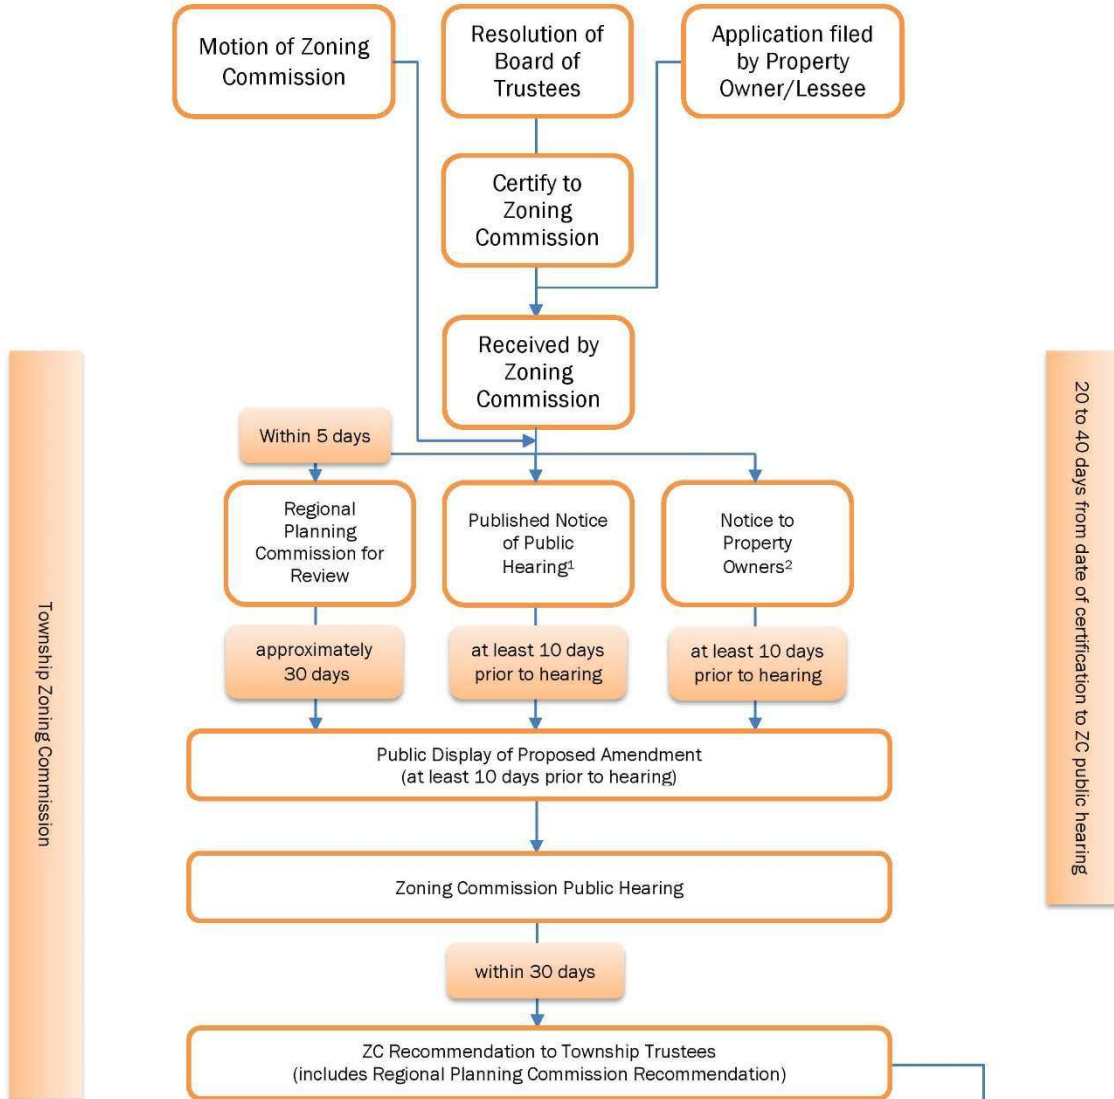 Motion of Zoning
Commission
Resolution of
Board of
Trustees
Application filed
by Property
Owner/Lessee
Certify to
Zoning
Commission
Received by
Zoning
Commission
Within 5 days
Regional
Planning
Commission for
Review
Published Notice
of Public
Hearing¹
Notice to
Property
Owners²
approximately
30 days
at least 10 days
prior to hearing
at least 10 days
prior to hearing
Public Display of Proposed Amendment
(at least 10 days prior to hearing)
Zoning Commission Public Hearing
within 30 days
ZC Recommendation to Township Trustees
(includes Regional Planning Commission Recommendation)
Township Zoning Commission
20 to 40 days from date of certification to ZC public hearing